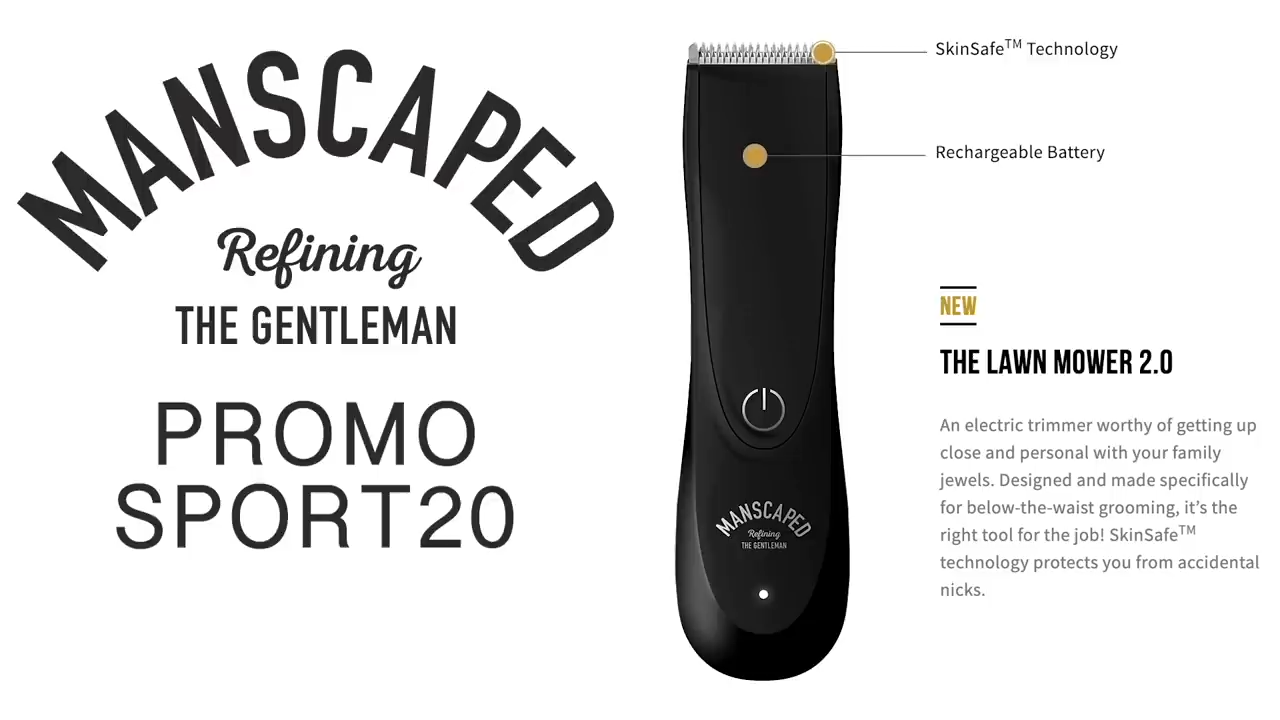 MANSCAPED
Refining
THE GENTLEMAN
PROMO
SPORT20
MANSCAPED
Refining
THE GENTLEMAN
SkinSafe™ Technology
Rechargeable Battery
NEW
THE LAWN MOWER 2.0
An electric trimmer worthy of getting up
close and personal with your family
jewels. Designed and made specifically
for below-the-waist grooming, it's the
right tool for the job! SkinSafe™
technology protects you from accidental
nicks.